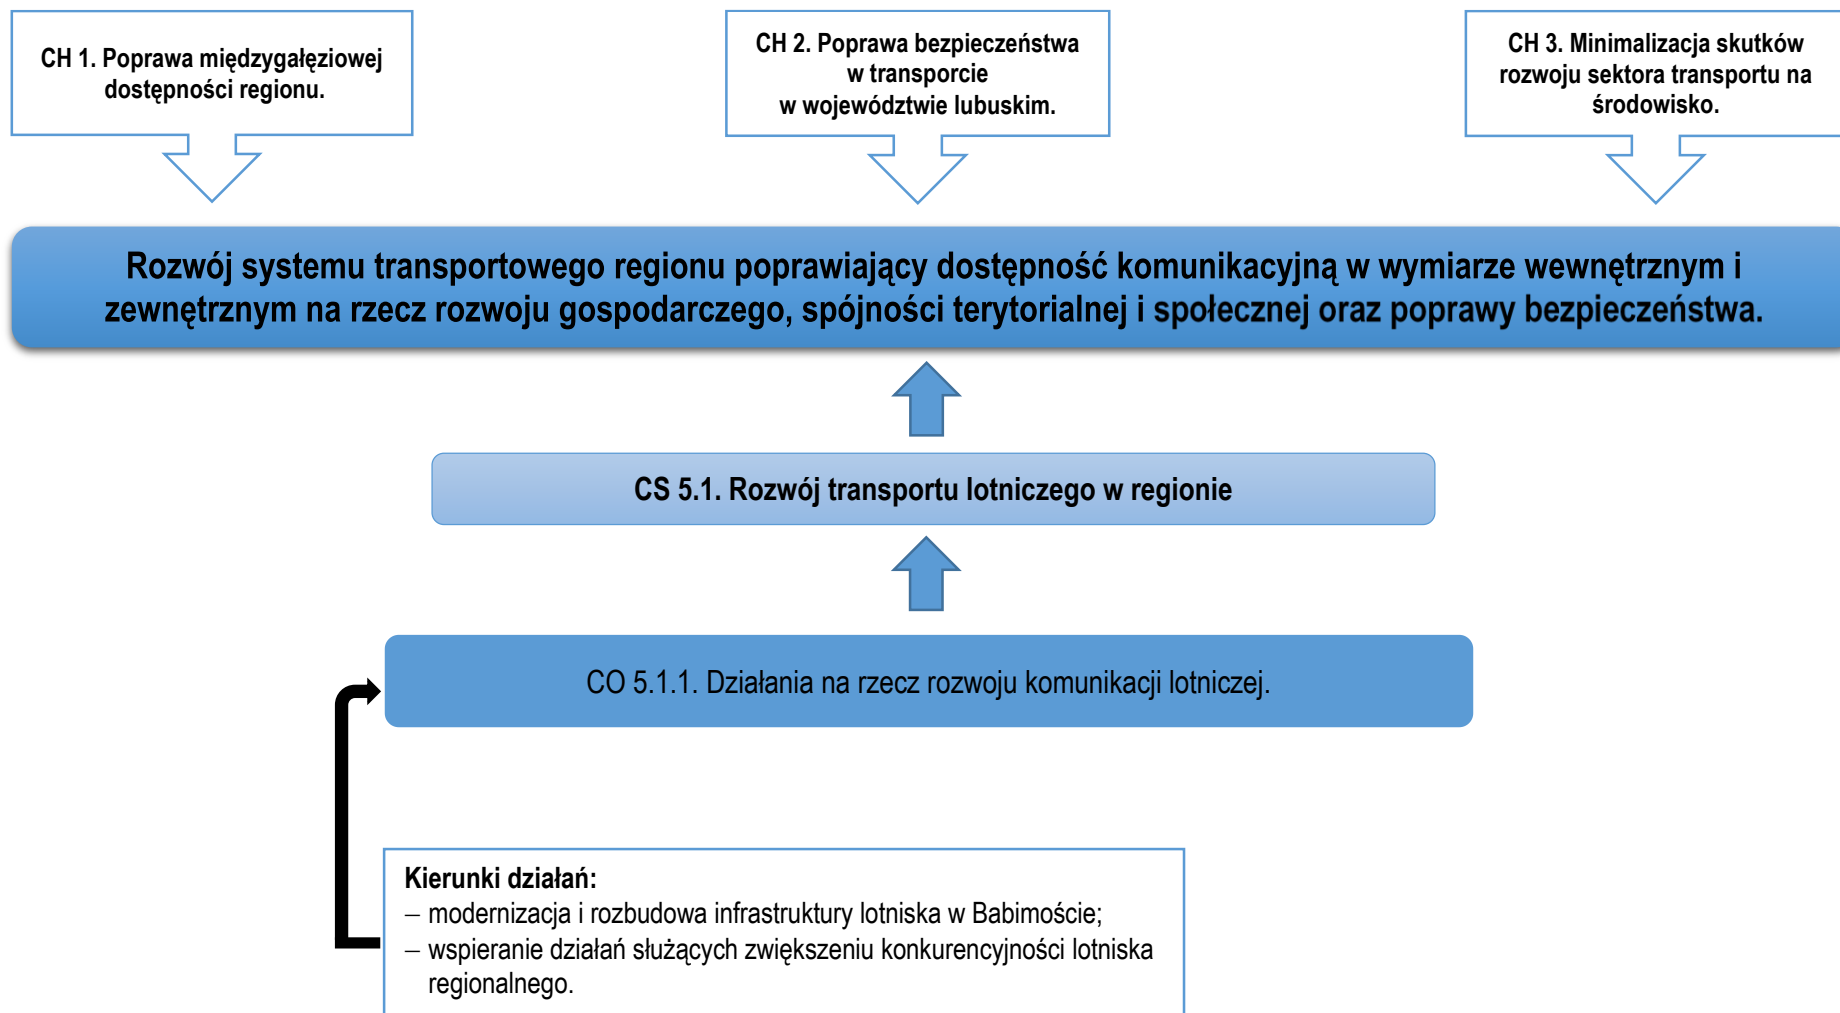 CH 1. Poprawa międzygałęziowej
dostępności regionu.
CH 2. Poprawa bezpieczeństwa
w transporcie
w województwie lubuskim.
CH 3. Minimalizacja skutków
rozwoju sektora transportu na
środowisko.
Rozwój systemu transportowego regionu poprawiający dostępność komunikacyjną w wymiarze wewnętrznym i
zewnętrznym na rzecz rozwoju gospodarczego, spójności terytorialnej i społecznej oraz poprawy bezpieczeństwa.
CS 5.1. Rozwój transportu lotniczego w regionie
CO 5.1.1. Działania na rzecz rozwoju komunikacji lotniczej.
Kierunki działań:
– modernizacja i rozbudowa infrastruktury lotniska w Babimoście;
– wspieranie działań służących zwiększeniu konkurencyjności lotniska
regionalnego.